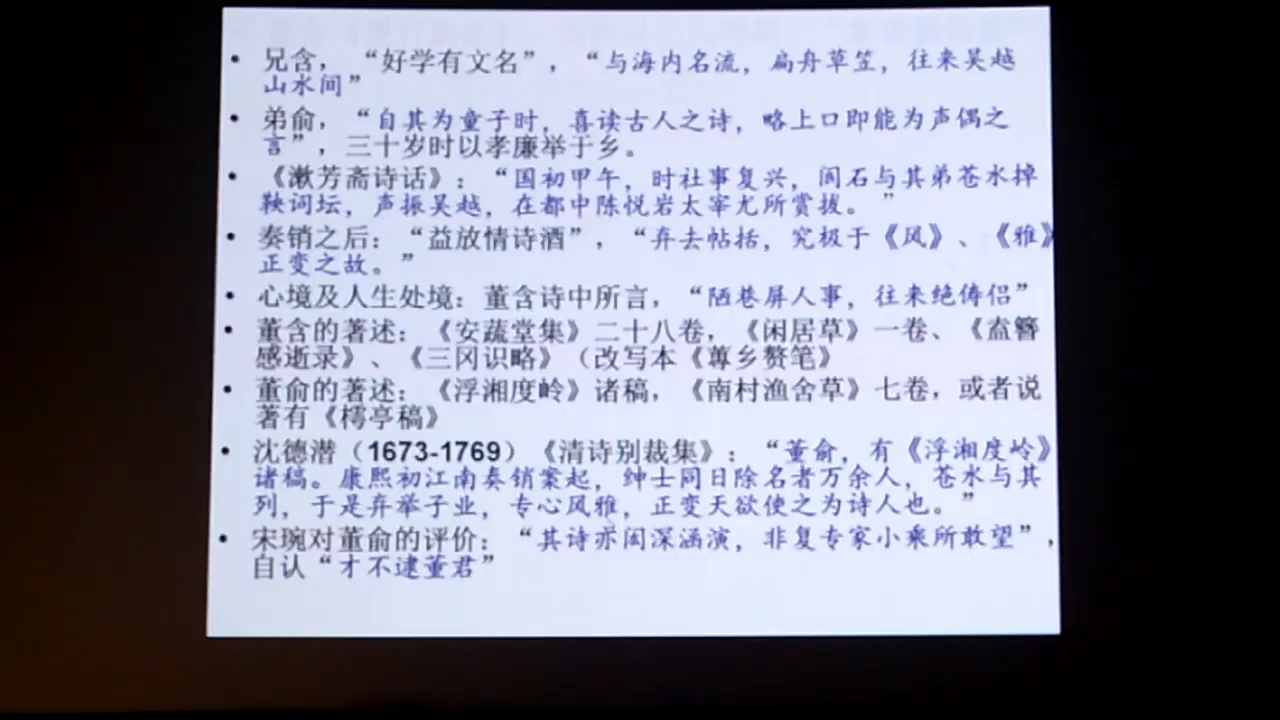 • 兄含，“好学有文名”，“与海内名流，扁舟草笠，往来吴越
山水间”
• 弟俞，“自其为童子时，喜读古人之诗，略上口即能为声偶之
言”，三十岁时以孝廉举于乡。
• 《漱芳斋诗话》：“国初甲午，时社事复兴，阆石与其弟苍水掉
鞅词坛，声振吴越，在都中陈悦岩太宰尤所赏拔。”
• 奏销之后：“益放情诗酒”，“弃去帖括，究极于《风》、《雅》
正变之故。”
• 心境及人生处境：董含诗中所言，“陋巷屏人事，往来绝俦侣”
• 董含的著述：《安蔬堂集》二十八卷，《闲居草》一卷、《盍簪
感逝录》、《三冈识略》（改写本《莼乡赘笔》
• 董俞的著述：《浮湘度岭》诸稿，《南村渔舍草》七卷，或者说
著有《樗亭稿》
• 沈德潜（1673-1769）《清诗别裁集》：“董俞，有《浮湘度岭》
诸稿。康熙初江南奏销案起，绅士同日除名者万余人，苍水与其
列，于是弃举子业，专心风雅，正变天欲使之为诗人也。”
• 宋琬对董俞的评价：“其诗亦闳深涵演，非复专家小乘所敢望”，
自认“才不逮董君”